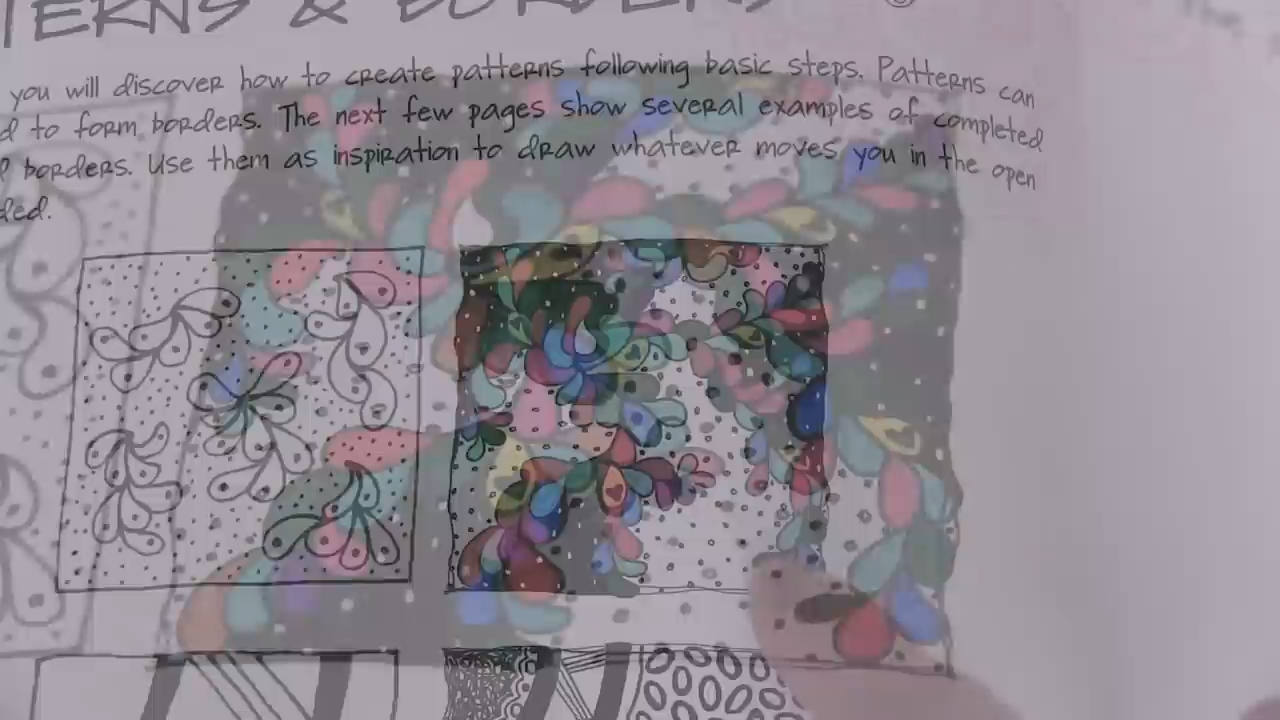 TERNS & BORDERS
you will discover how to create patterns following basic steps. Patterns can
d to form borders. The next few pages show several examples of completed
borders. Use them as inspiration to draw whatever moves you in the open
ded.